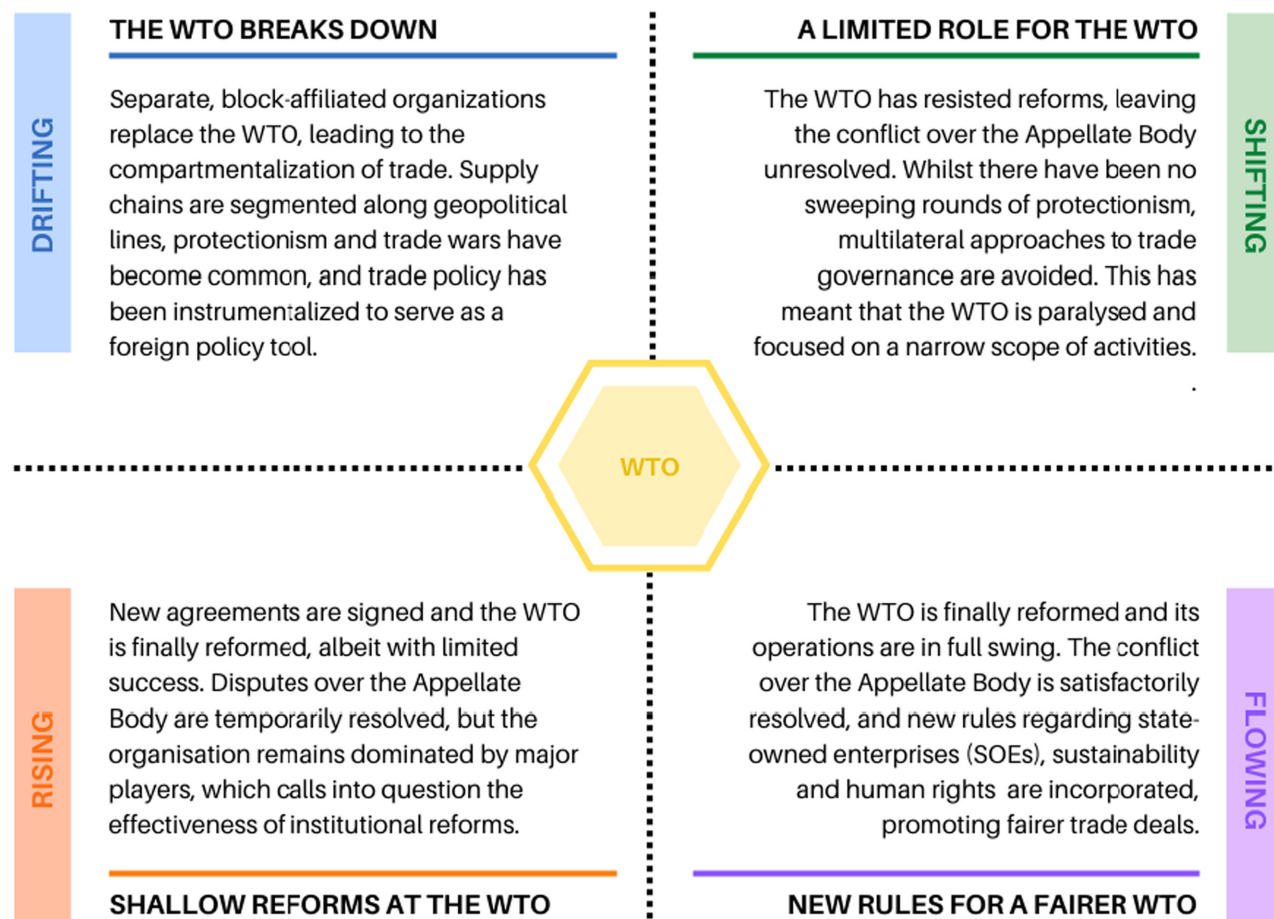 DRIFTING
THE WTO BREAKS DOWN
Separate, block-affiliated organizations
replace the WTO, leading to the
compartmentalization of trade. Supply
chains are segmented along geopolitical
lines, protectionism and trade wars have
become common, and trade policy has
been instrumentalized to serve as a
foreign policy tool.
A LIMITED ROLE FOR THE WTO
The WTO has resisted reforms, leaving
the conflict over the Appellate Body
unresolved. Whilst there have been no
sweeping rounds of protectionism,
multilateral approaches to trade
governance are avoided. This has
meant that the WTO is paralysed and
focused on a narrow scope of activities.
.
SHIFTING
WTO
RISING
New agreements are signed and the WTO
is finally reformed, albeit with limited
success. Disputes over the Appellate
Body are temporarily resolved, but the
organisation remains dominated by major
players, which calls into question the
effectiveness of institutional reforms.
SHALLOW REFORMS AT THE WTO
The WTO is finally reformed and its
operations are in full swing. The conflict
over the Appellate Body is satisfactorily
resolved, and new rules regarding state-
owned enterprises (SOEs), sustainability
and human rights  are incorporated,
promoting fairer trade deals.
NEW RULES FOR A FAIRER WTO
FLOWING